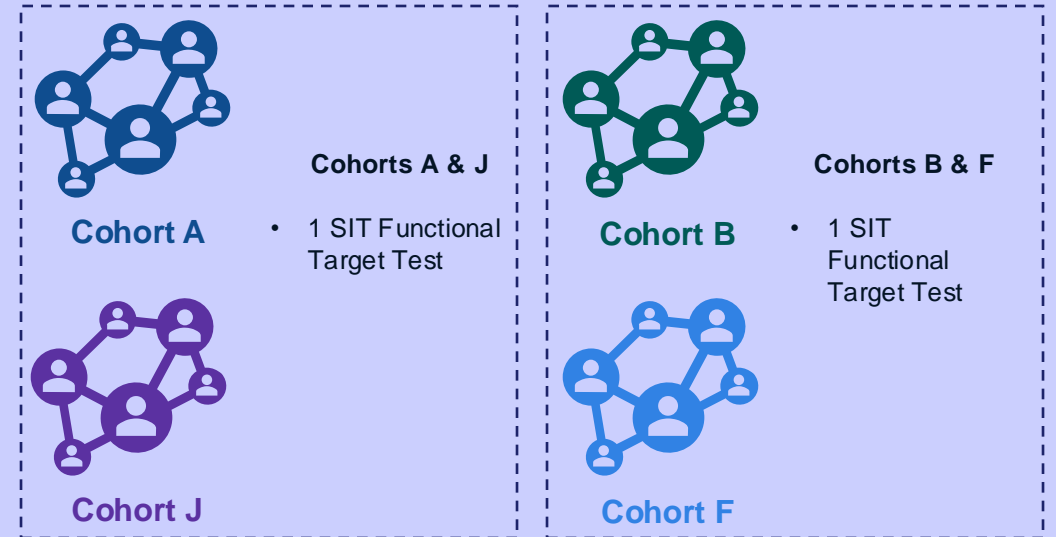 Cohorts A & J
Cohort A
• 1 SIT Functional
Target Test
Cohort J
Cohorts B & F
Cohort B
• 1 SIT
Functional
Target Test
Cohort F